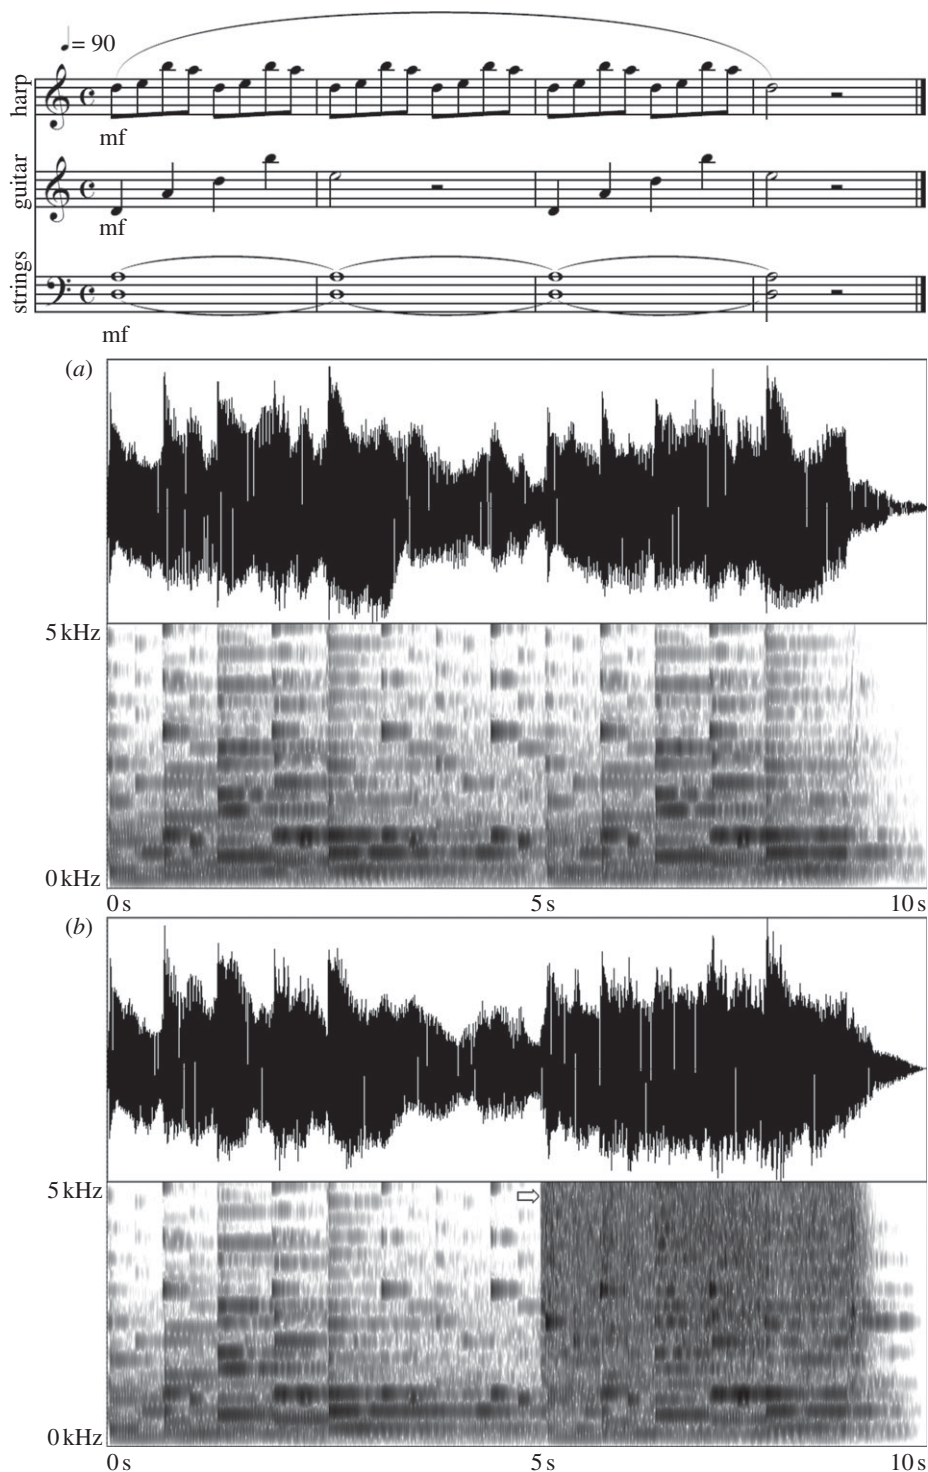 = 90
harp
mf
guitar
mf
strings
mf
(a)
5 kHz
0 kHz
0 s 5 s 10 s
(b)
5 kHz
0 kHz
0 s 5 s 10 s